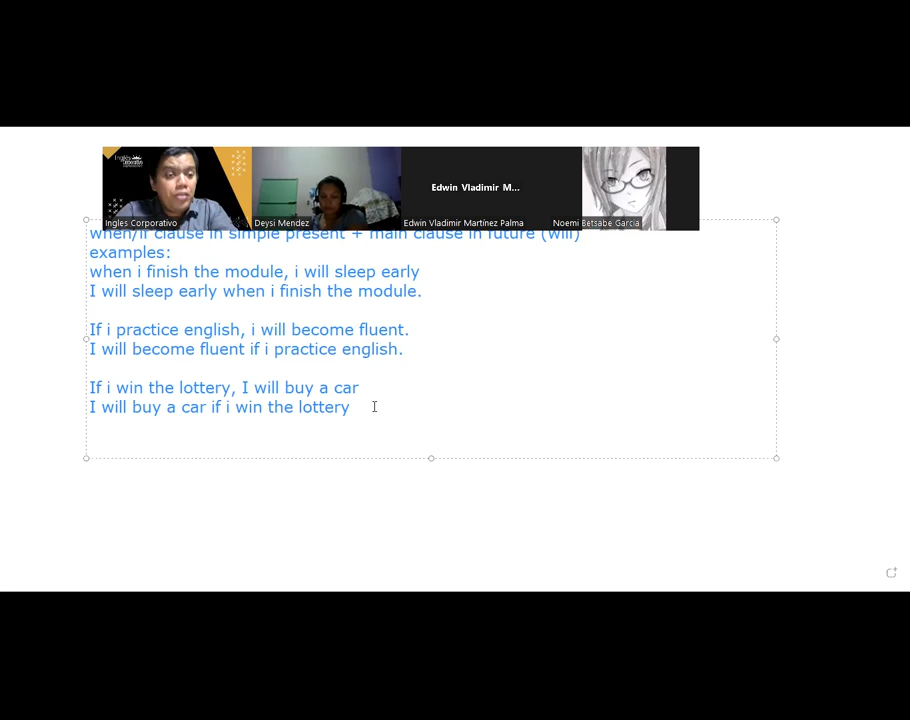 Inglés
Inglés Corporativo
Deysi Mendez
Edwin Vladimir M...
Edwin Vladimir Martínez Palma
Noemi Betsabe Garcia
when/if clause in simple present + main clause in future (will)
examples:
when i finish the module, i will sleep early
I will sleep early when i finish the module.
If i practice english, i will become fluent.
I will become fluent if i practice english.
If i win the lottery, I will buy a car
I will buy a car if i win the lottery